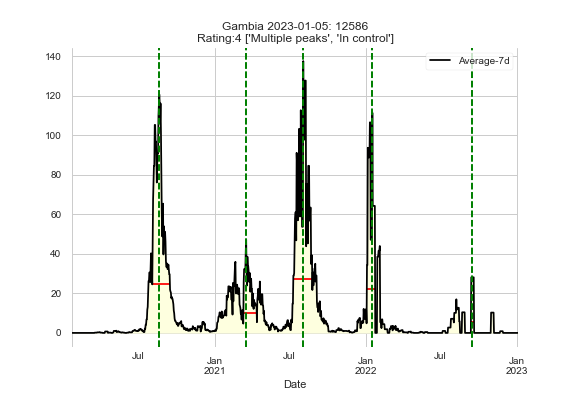 Gambia 2023-01-05: 12586
Rating:4 ['Multiple peaks', 'In control']
Average-7d
140
120
100
80
60
40
20
0
Jul
Jan
2021
Jul
Jan
2022
Jul
Jan
2023
Date